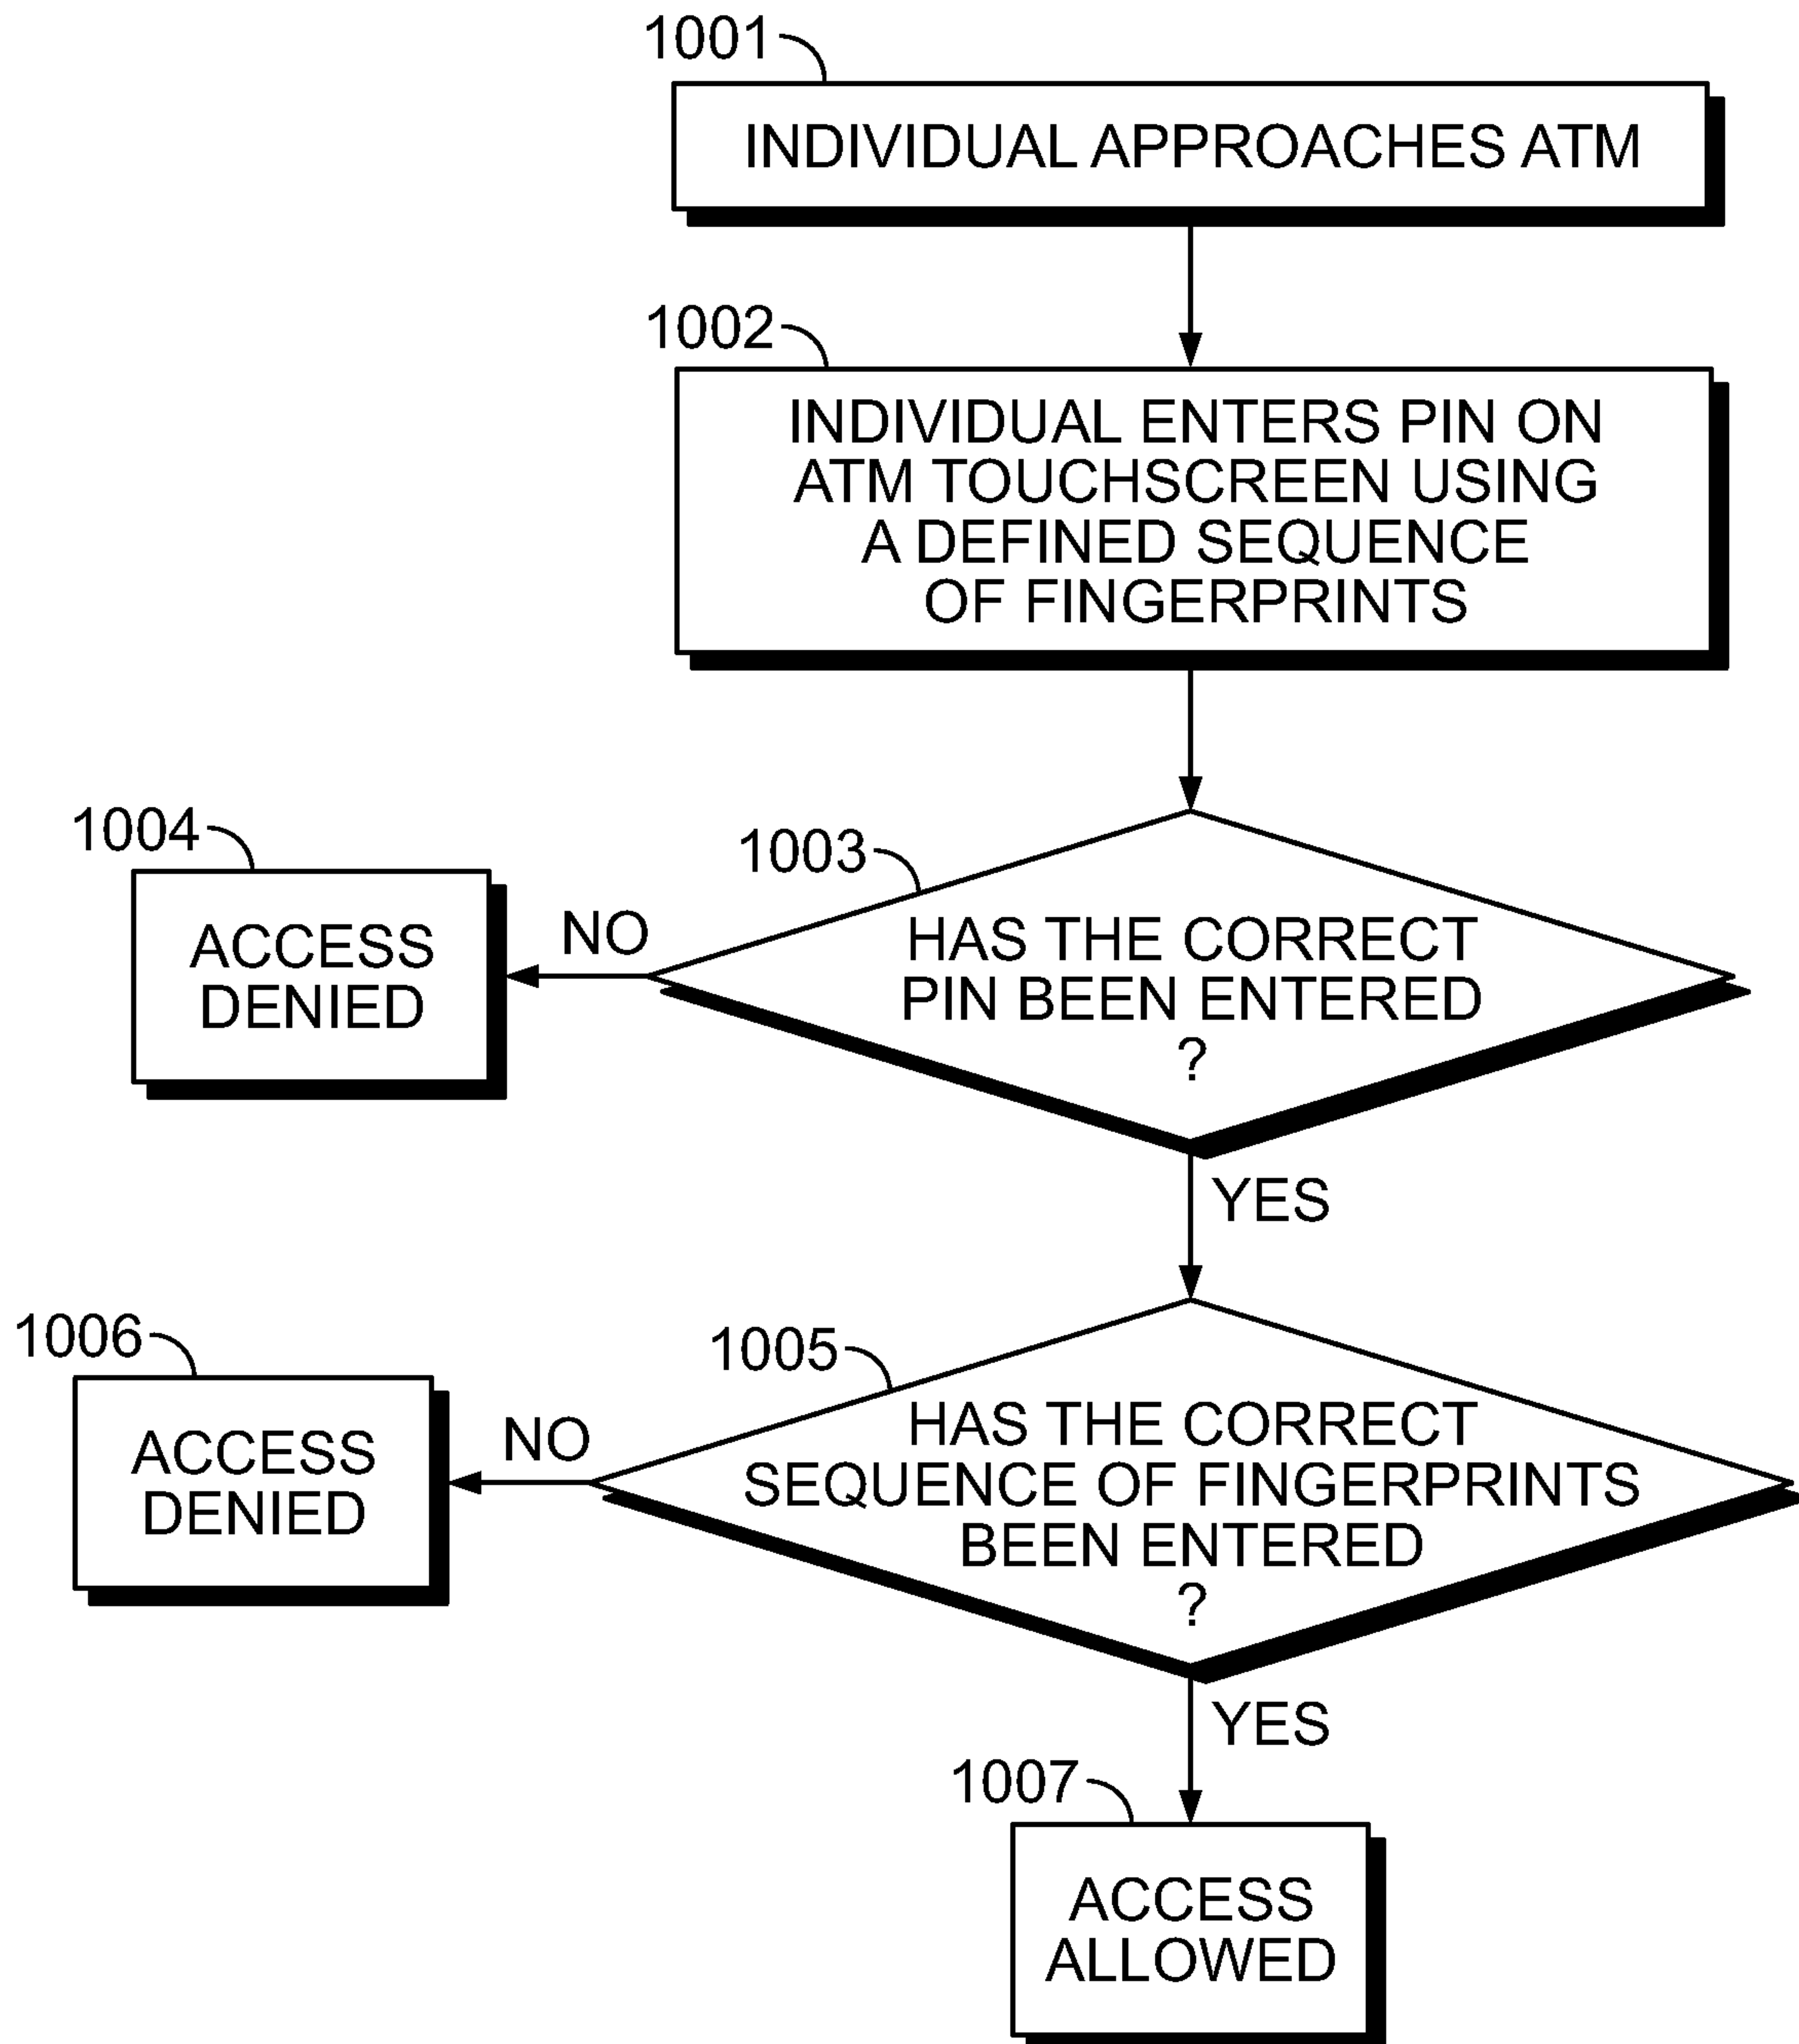 1001
INDIVIDUAL APPROACHES ATM
1002
INDIVIDUAL ENTERS PIN ON
ATM TOUCHSCREEN USING
A DEFINED SEQUENCE
OF FINGERPRINTS
1003
HAS THE CORRECT
PIN BEEN ENTERED
?
NO
1004
ACCESS
DENIED
YES
1005
HAS THE CORRECT
SEQUENCE OF FINGERPRINTS
BEEN ENTERED
?
NO
1006
ACCESS
DENIED
YES
1007
ACCESS
ALLOWED